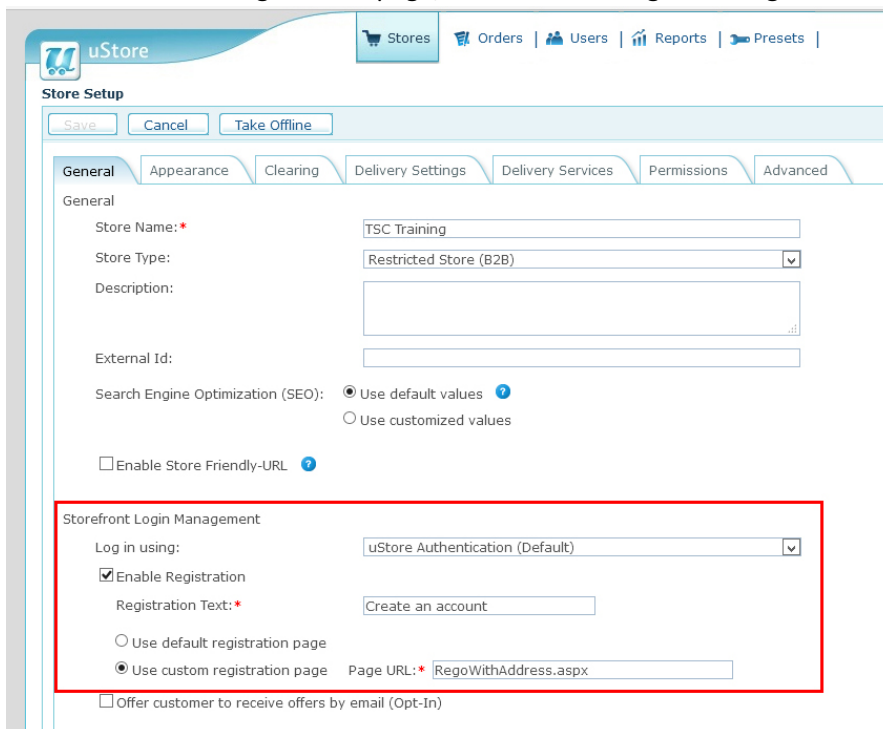 uStore
Stores | Orders | Users | Reports | Presets |
Store Setup
Save Cancel Take Offline
General Appearance Clearing Delivery Settings Delivery Services Permissions Advanced
General
Store Name:* TSC Training
Store Type: Restricted Store (B2B)
Description:
External Id:
Search Engine Optimization (SEO): Use default values ?
Use customized values
Enable Store Friendly-URL ?
Storefront Login Management
Log in using: uStore Authentication (Default)
Enable Registration
Registration Text:* Create an account
Use default registration page
Use custom registration page Page URL:* RegoWithAddress.aspx
Offer customer to receive offers by email (Opt-In)